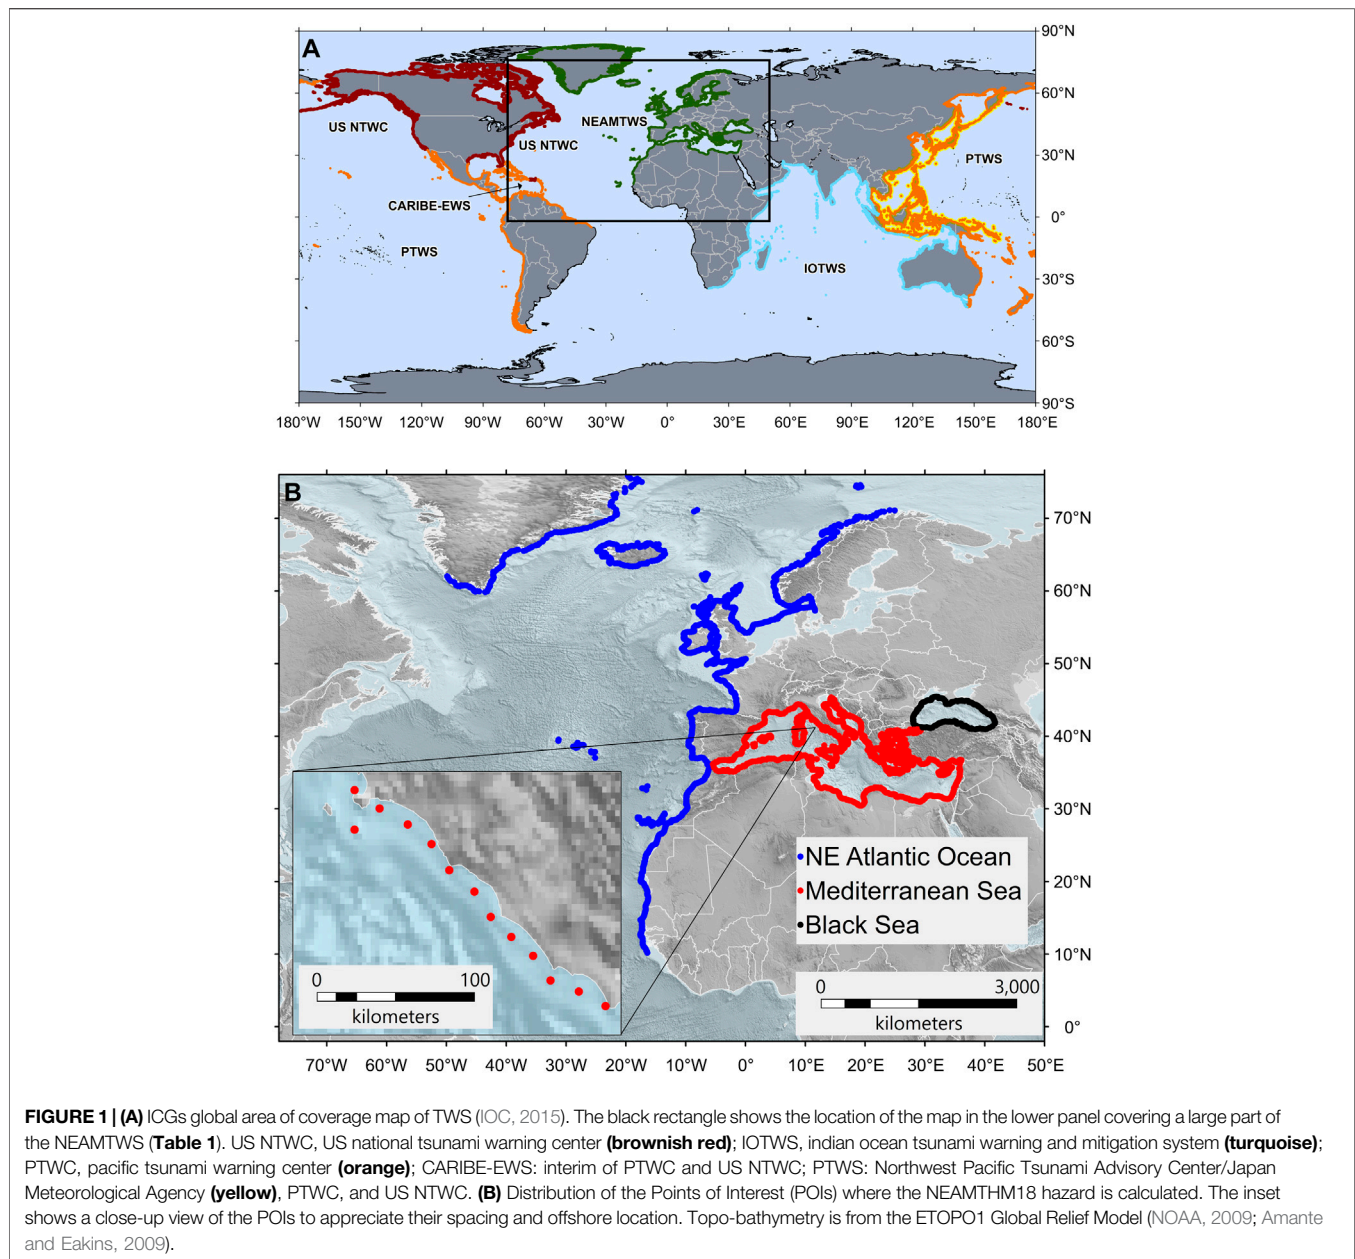 A
90°N
60°N
30°N
0°
30°S
60°S
90°S
US NTWC
NEAMTWS
US NTWC
PTWS
CARIBE-EWS
PTWS
IOTWS
180°W 150°W 120°W 90°W 60°W 30°W 0° 30°E 60°E 90°E 120°E 150°E 180°E
B
70°N
60°N
50°N
40°N
30°N
20°N
10°N
0°
NE Atlantic Ocean
Mediterranean Sea
Black Sea
0 100
kilometers
0 3,000
kilometers
70°W 60°W 50°W 40°W 30°W 20°W 10°W 0° 10°E 20°E 30°E 40°E 50°E
FIGURE 1 | (A) ICGs global area of coverage map of TWS (IOC, 2015). The black rectangle shows the location of the map in the lower panel covering a large part of
the NEAMTWS (Table 1). US NTWC, US national tsunami warning center (brownish red); IOTWS, indian ocean tsunami warning and mitigation system (turquoise);
PTWC, pacific tsunami warning center (orange); CARIBE-EWS: interim of PTWC and US NTWC; PTWS: Northwest Pacific Tsunami Advisory Center/Japan
Meteorological Agency (yellow), PTWC, and US NTWC. (B) Distribution of the Points of Interest (POIs) where the NEAMTHM18 hazard is calculated. The inset
shows a close-up view of the POIs to appreciate their spacing and offshore location. Topo-bathymetry is from the ETOPO1 Global Relief Model (NOAA, 2009; Amante
and Eakins, 2009).